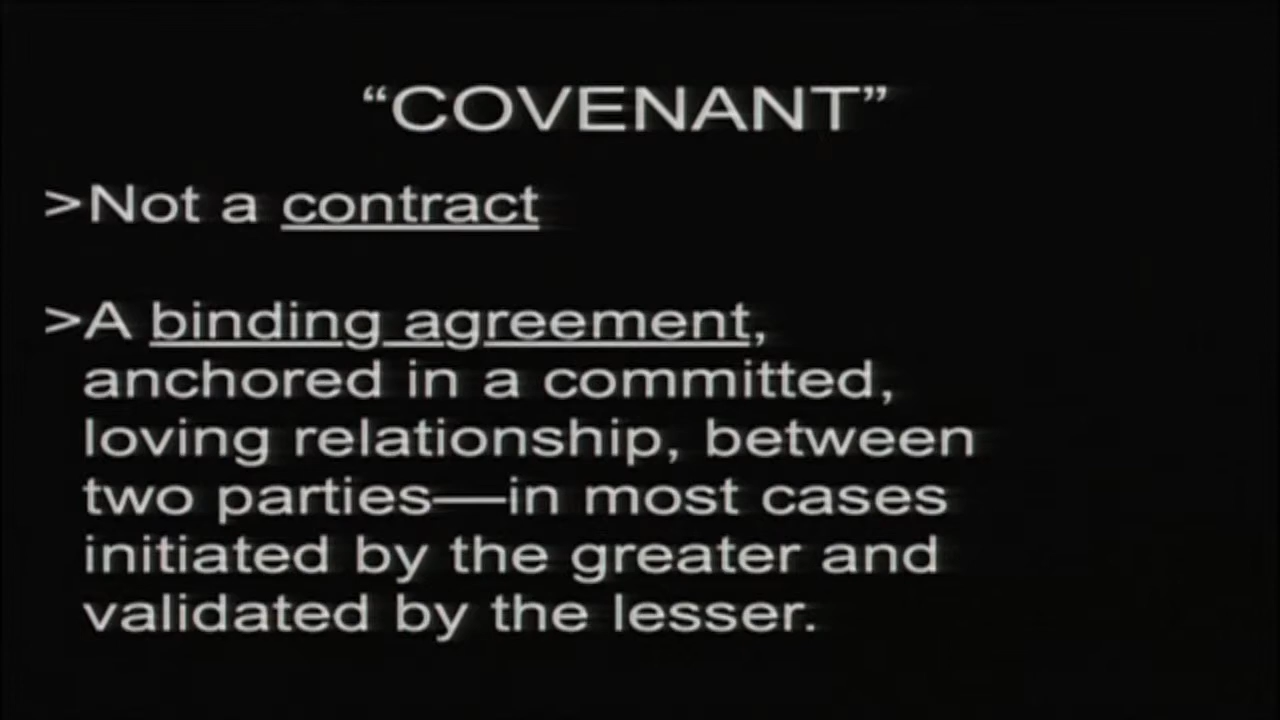 “COVENANT”
>Not a contract
>A binding agreement,
anchored in a committed,
loving relationship, between
two parties—in most cases
initiated by the greater and
validated by the lesser.